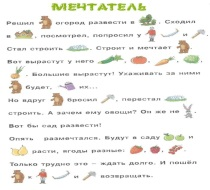 МЕЧТАТЕЛЬ
Решил огород развести в . Сходил
в , посмотрел, попросил у и .
Стал строить . Строит и мечтает .
Вот вырастут у него , , ,
, . Большие вырастут! Ухаживать за ними
будет, и .
Но вдруг бросил , перестал
строить. А зачем ему овощи? Он же не .
Вот бы сад развести!
Опять размечтался. Будут в саду и
расти, ягоды разные: , , , .
Только трудно это - ждать долго. И пошёл
к и возвращать.